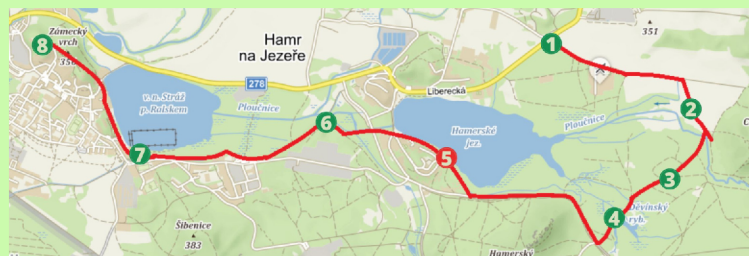 Zámecký
vrch
8
Hamr
na Jezeře
1
351
v. n. Stráž
p. Ralskem
278
Ploučnice
Liberecká
2
Ploučnice
6
Hamerské
jez.
7
5
3
Šibenice
383
4
Děvínský
ryb.
Hamerský